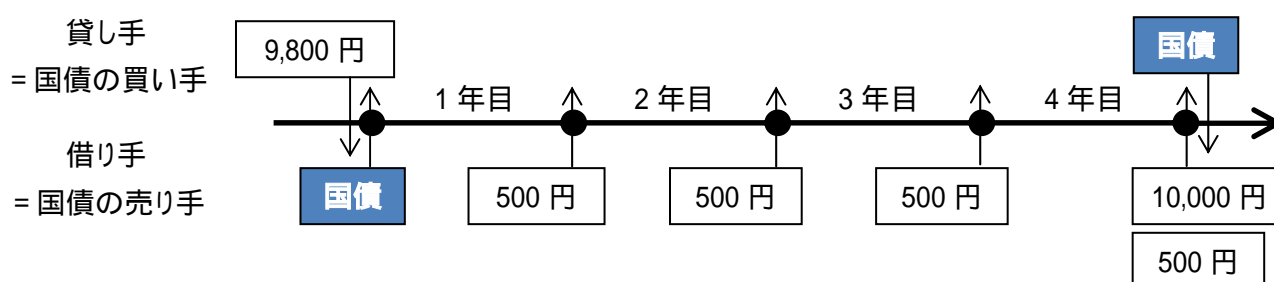 貸し手
= 国債の買い手
9,800 円
国債
1 年目
2 年目
3 年目
4 年目
借り手
= 国債の売り手
国債
500 円
500 円
500 円
10,000 円
500 円